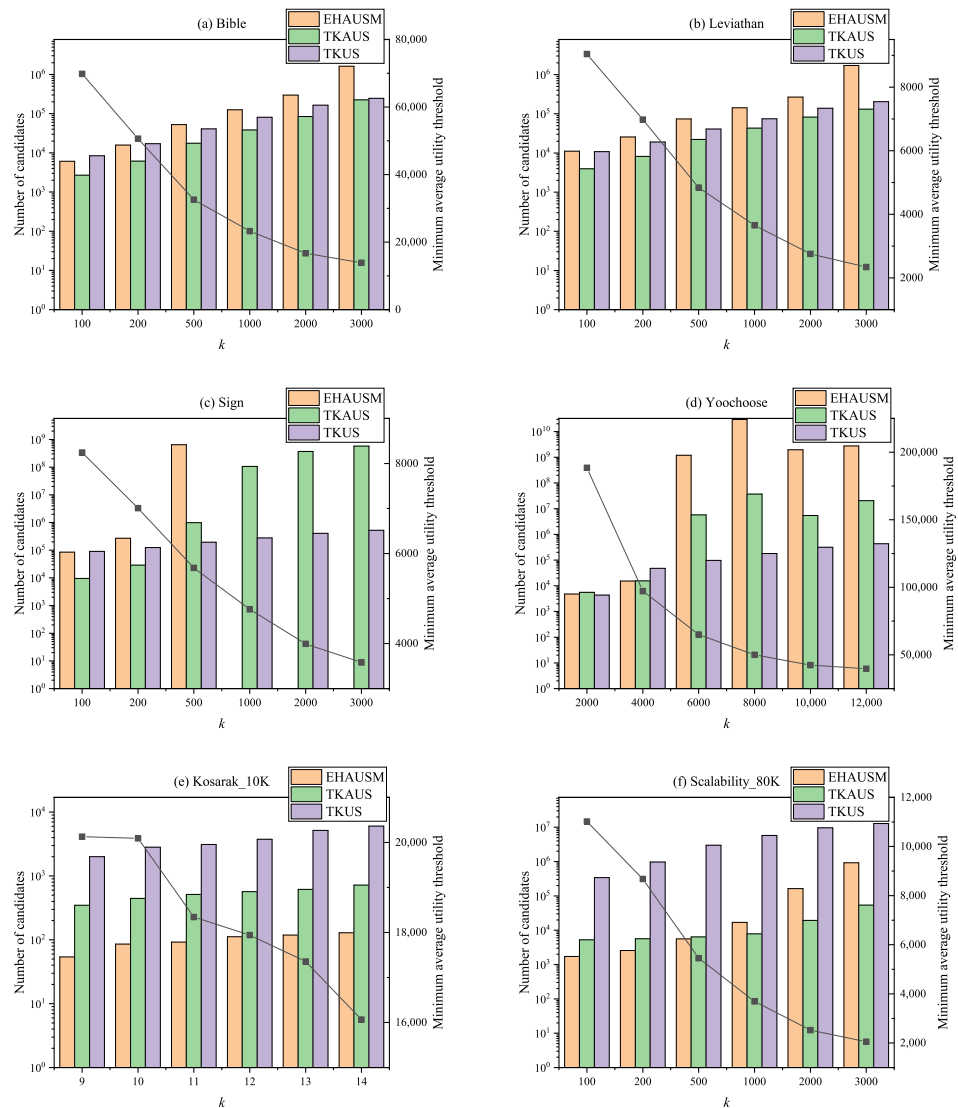 (a) Bible
EHAUSM
TKAUS
TKUS
Number of candidates
10^6
10^5
10^4
10^3
10^2
10^1
10^0
80,000
60,000
40,000
20,000
0
Minimum average utility threshold
100 200 500 1000 2000 3000
k
(b) Leviathan
EHAUSM
TKAUS
TKUS
Number of candidates
10^6
10^5
10^4
10^3
10^2
10^1
10^0
8000
6000
4000
2000
Minimum average utility threshold
100 200 500 1000 2000 3000
k
(c) Sign
EHAUSM
TKAUS
TKUS
Number of candidates
10^9
10^8
10^7
10^6
10^5
10^4
10^3
10^2
10^1
10^0
8000
6000
4000
Minimum average utility threshold
100 200 500 1000 2000 3000
k
(d) Yoochoose
EHAUSM
TKAUS
TKUS
Number of candidates
10^10
10^9
10^8
10^7
10^6
10^5
10^4
10^3
10^2
10^1
10^0
200,000
150,000
100,000
50,000
Minimum average utility threshold
2000 4000 6000 8000 10,000 12,000
k
(e) Kosarak_10K
EHAUSM
TKAUS
TKUS
Number of candidates
10^4
10^3
10^2
10^1
10^0
20,000
18,000
16,000
Minimum average utility threshold
9 10 11 12 13 14
k
(f) Scalability_80K
EHAUSM
TKAUS
TKUS
Number of candidates
10^7
10^6
10^5
10^4
10^3
10^2
10^1
10^0
12,000
10,000
8,000
6,000
4,000
2,000
Minimum average utility threshold
100 200 500 1000 2000 3000
k